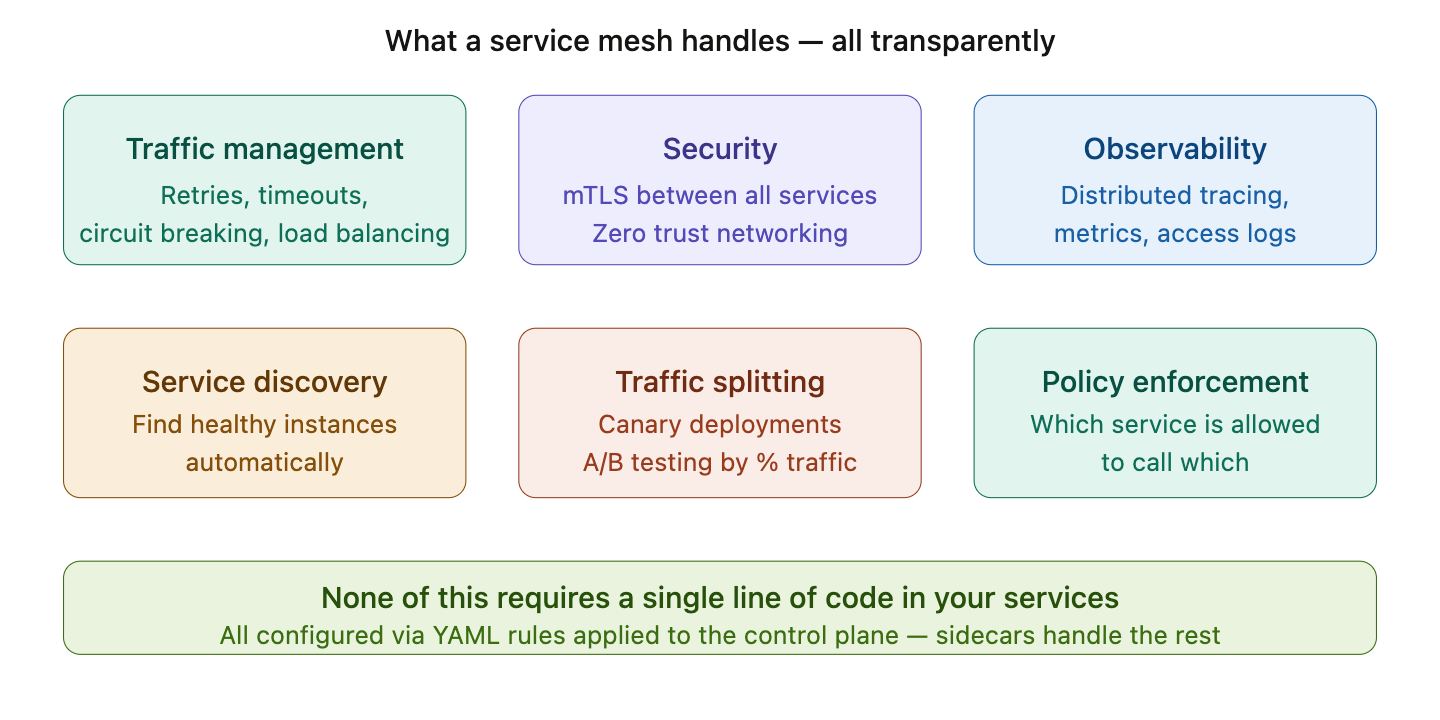 What a service mesh handles — all transparently
Traffic management
Retries, timeouts,
circuit breaking, load balancing
Security
mTLS between all services
Zero trust networking
Observability
Distributed tracing,
metrics, access logs
Service discovery
Find healthy instances
automatically
Traffic splitting
Canary deployments
A/B testing by % traffic
Policy enforcement
Which service is allowed
to call which
None of this requires a single line of code in your services
All configured via YAML rules applied to the control plane — sidecars handle the rest